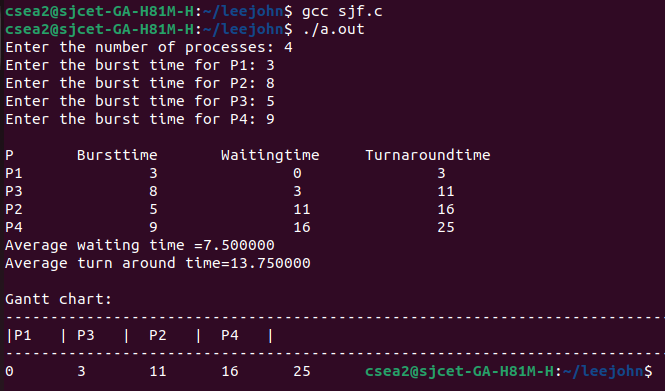 csea2@sjcet-GA-H81M-H:~/leejohn$ gcc sjf.c
csea2@sjcet-GA-H81M-H:~/leejohn$ ./a.out
Enter the number of processes: 4
Enter the burst time for P1: 3
Enter the burst time for P2: 8
Enter the burst time for P3: 5
Enter the burst time for P4: 9

P       Bursttime       Waitingtime     Turnaroundtime
P1              3               0               3
P3              8               3               11
P2              5               11              16
P4              9               16              25
Average waiting time =7.500000
Average turn around time=13.750000

Gantt chart:
--------------------------------------------------------------------------
|P1   | P3   |  P2   |  P4   |
--------------------------------------------------------------------------
0       3       11      16      25      csea2@sjcet-GA-H81M-H:~/leejohn$